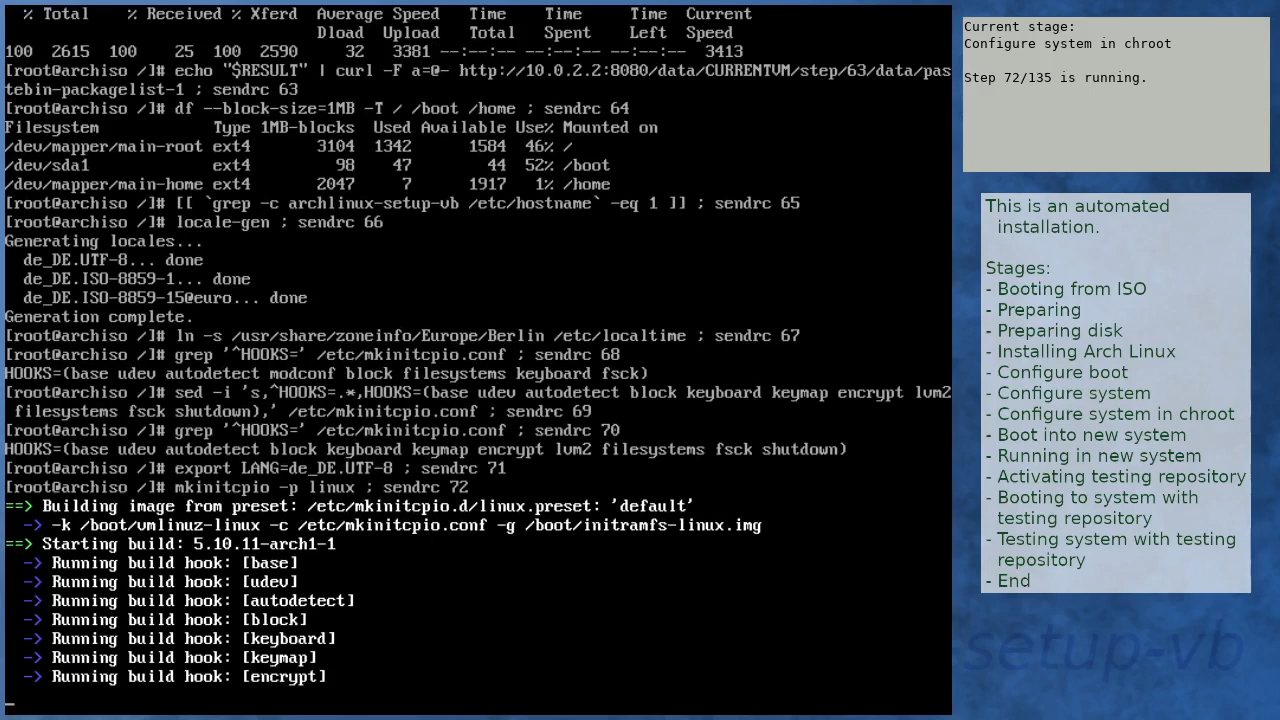 % Total    % Received % Xferd  Average Speed   Time    Time     Time  Current
                                 Dload  Upload   Total   Spent    Left  Speed
100  2615  100    25  100  2590     32   3381 --:--:-- --:--:-- --:--:--  3413
[root@archiso /]# echo "$RESULT" | curl -F a=@- http://10.0.2.2:8080/data/CURRENTVM/step/63/data/pas
tebin-packagelist-1 ; sendrc 63
[root@archiso /]# df --block-size=1MB -T / /boot /home ; sendrc 64
Filesystem            Type 1MB-blocks  Used Available Use% Mounted on
/dev/mapper/main-root ext4       3104  1342      1584  46% /
/dev/sda1             ext4         98    47        44  52% /boot
/dev/mapper/main-home ext4       2047     7      1917   1% /home
[root@archiso /]# [[ `grep -c archlinux-setup-vb /etc/hostname` -eq 1 ]] ; sendrc 65
[root@archiso /]# locale-gen ; sendrc 66
Generating locales...
  de_DE.UTF-8... done
  de_DE.ISO-8859-1... done
  de_DE.ISO-8859-15@euro... done
Generation complete.
[root@archiso /]# ln -s /usr/share/zoneinfo/Europe/Berlin /etc/localtime ; sendrc 67
[root@archiso /]# grep '^HOOKS=' /etc/mkinitcpio.conf ; sendrc 68
HOOKS=(base udev autodetect modconf block filesystems keyboard fsck)
[root@archiso /]# sed -i 's,^HOOKS=.*,HOOKS=(base udev autodetect block keyboard keymap encrypt lvm2
 filesystems fsck shutdown),' /etc/mkinitcpio.conf ; sendrc 69
[root@archiso /]# grep '^HOOKS=' /etc/mkinitcpio.conf ; sendrc 70
HOOKS=(base udev autodetect block keyboard keymap encrypt lvm2 filesystems fsck shutdown)
[root@archiso /]# export LANG=de_DE.UTF-8 ; sendrc 71
[root@archiso /]# mkinitcpio -p linux ; sendrc 72
==> Building image from preset: /etc/mkinitcpio.d/linux.preset: 'default'
  -> -k /boot/vmlinuz-linux -c /etc/mkinitcpio.conf -g /boot/initramfs-linux.img
==> Starting build: 5.10.11-arch1-1
  -> Running build hook: [base]
  -> Running build hook: [udev]
  -> Running build hook: [autodetect]
  -> Running build hook: [block]
  -> Running build hook: [keyboard]
  -> Running build hook: [keymap]
  -> Running build hook: [encrypt]
_
Current stage:
Configure system in chroot
Step 72/135 is running.
This is an automated
installation.
Stages:
- Booting from ISO
- Preparing
- Preparing disk
- Installing Arch Linux
- Configure boot
- Configure system
- Configure system in chroot
- Boot into new system
- Running in new system
- Activating testing repository
- Booting to system with
testing repository
- Testing system with testing
repository
- End
setup-vb